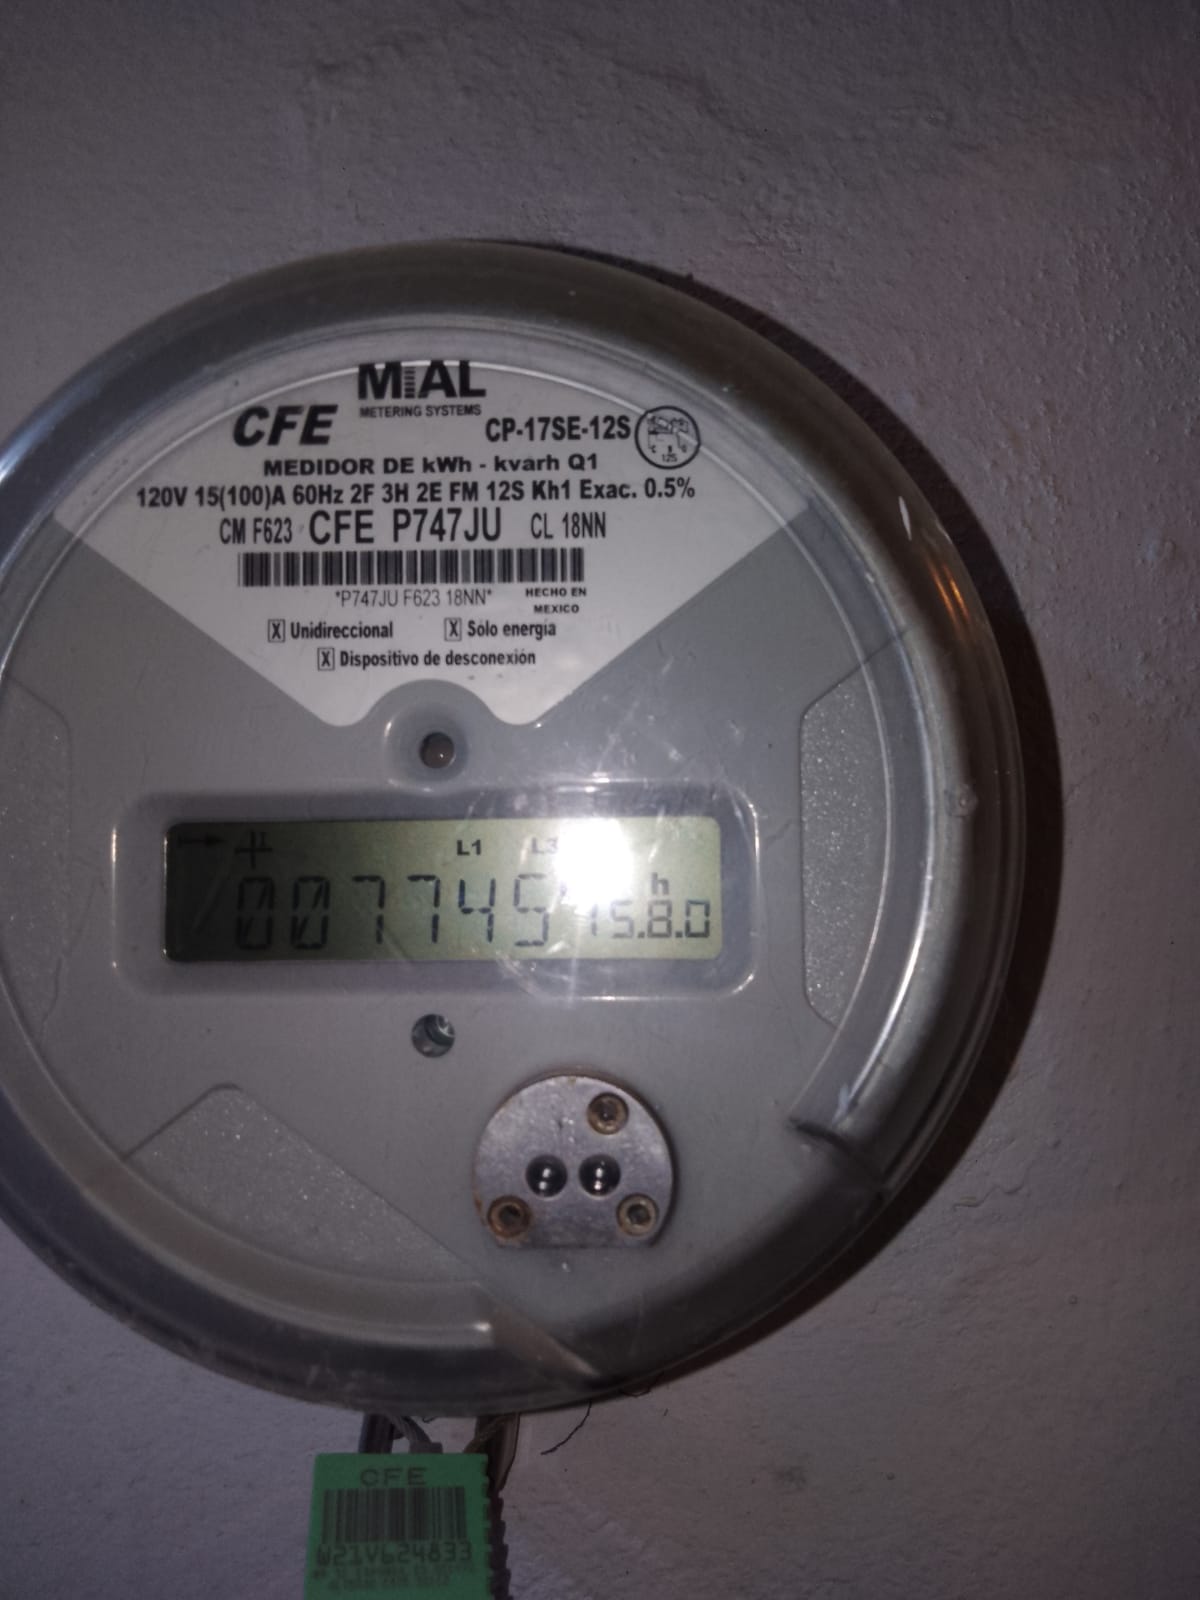 MIAL
METERING SYSTEMS
CFE
CP-17SE-12S
MEDIDOR DE kWh - kvarh Q1
120V 15(100)A 60Hz 2F 3H 2E FM 12S Kh1 Exac. 0.5%
CM F623 CFE P747JU CL 18NN
*P747JU F623 18NN*
HECHO EN
MEXICO
X Unidireccional X Sólo energía
X Dispositivo de desconexión
L1 L3
h
007745 15.8.0
CFE
W21V624833